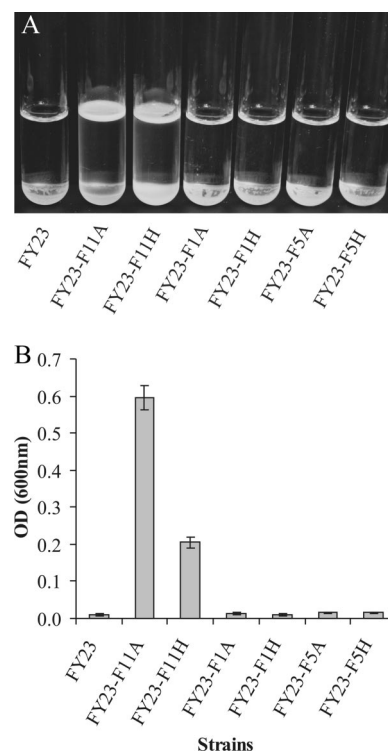 A
FY23
FY23-F11A
FY23-F11H
FY23-F1A
FY23-F1H
FY23-F5A
FY23-F5H
B
OD (600nm)
0.7
0.6
0.5
0.4
0.3
0.2
0.1
0.0
FY23
FY23-F11A
FY23-F11H
FY23-F1A
FY23-F1H
FY23-F5A
FY23-F5H
Strains